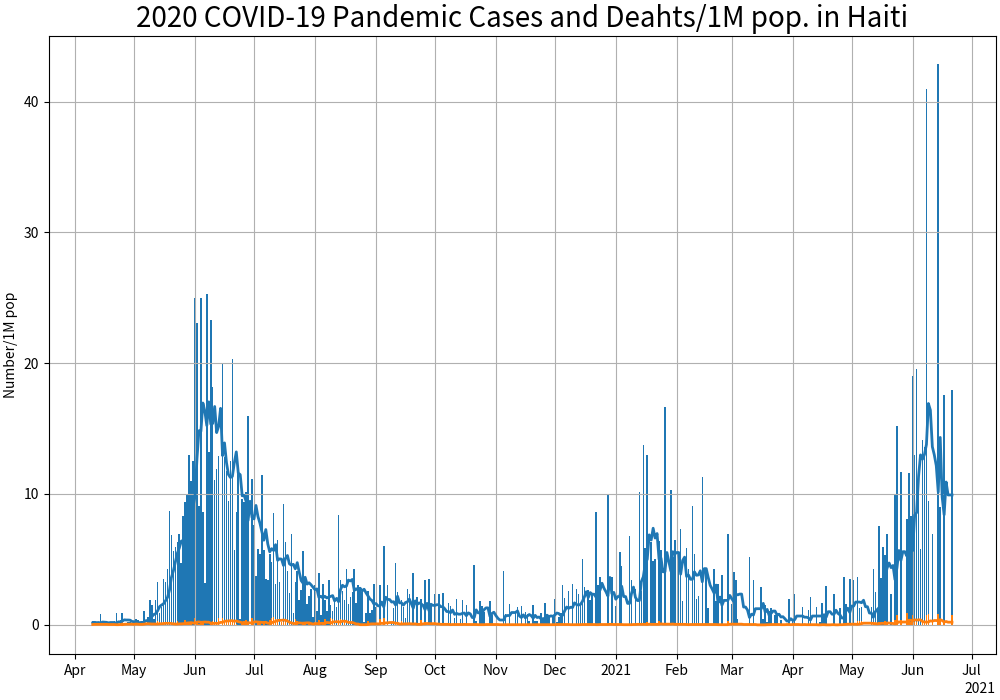 2020 COVID-19 Pandemic Cases and Deahts/1M pop. in Haiti
Number/1M pop
40
30
20
10
0
Apr May Jun Jul Aug Sep Oct Nov Dec 2021 Feb Mar Apr May Jun Jul
2021